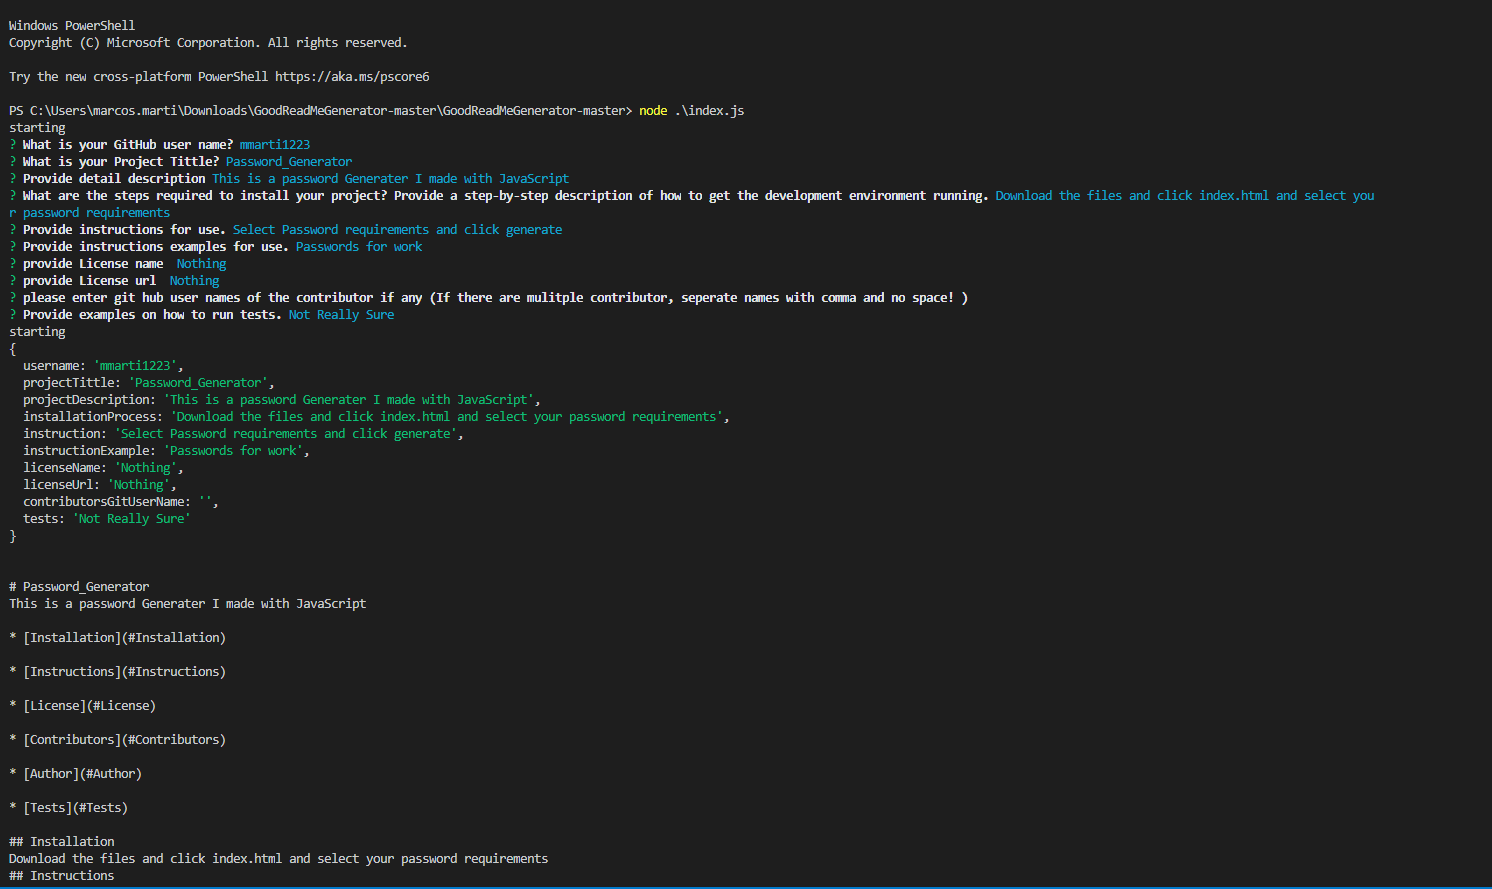 Windows PowerShell
Copyright (C) Microsoft Corporation. All rights reserved.
Try the new cross-platform PowerShell https://aka.ms/pscore6
PS C:\Users\marcos.marti\Downloads\GoodReadMeGenerator-master\GoodReadMeGenerator-master> node .\index.js
starting
? What is your GitHub user name? mmarti1223
? What is your Project Tittle? Password_Generator
? Provide detail description This is a password Generater I made with JavaScript
? What are the steps required to install your project? Provide a step-by-step description of how to get the development environment running. Download the files and click index.html and select you
r password requirements
? Provide instructions for use. Select Password requirements and click generate
? Provide instructions examples for use. Passwords for work
? provide License name  Nothing
? provide License url  Nothing
? please enter git hub user names of the contributor if any (If there are mulitple contributor, seperate names with comma and no space! )
? Provide examples on how to run tests. Not Really Sure
starting
{
  username: 'mmarti1223',
  projectTittle: 'Password_Generator',
  projectDescription: 'This is a password Generater I made with JavaScript',
  installationProcess: 'Download the files and click index.html and select your password requirements',
  instruction: 'Select Password requirements and click generate',
  instructionExample: 'Passwords for work',
  licenseName: 'Nothing',
  licenseUrl: 'Nothing',
  contributorsGitUserName: '',
  tests: 'Not Really Sure'
}
# Password_Generator
This is a password Generater I made with JavaScript
* [Installation](#Installation)
* [Instructions](#Instructions)
* [License](#License)
* [Contributors](#Contributors)
* [Author](#Author)
* [Tests](#Tests)
## Installation
Download the files and click index.html and select your password requirements
## Instructions